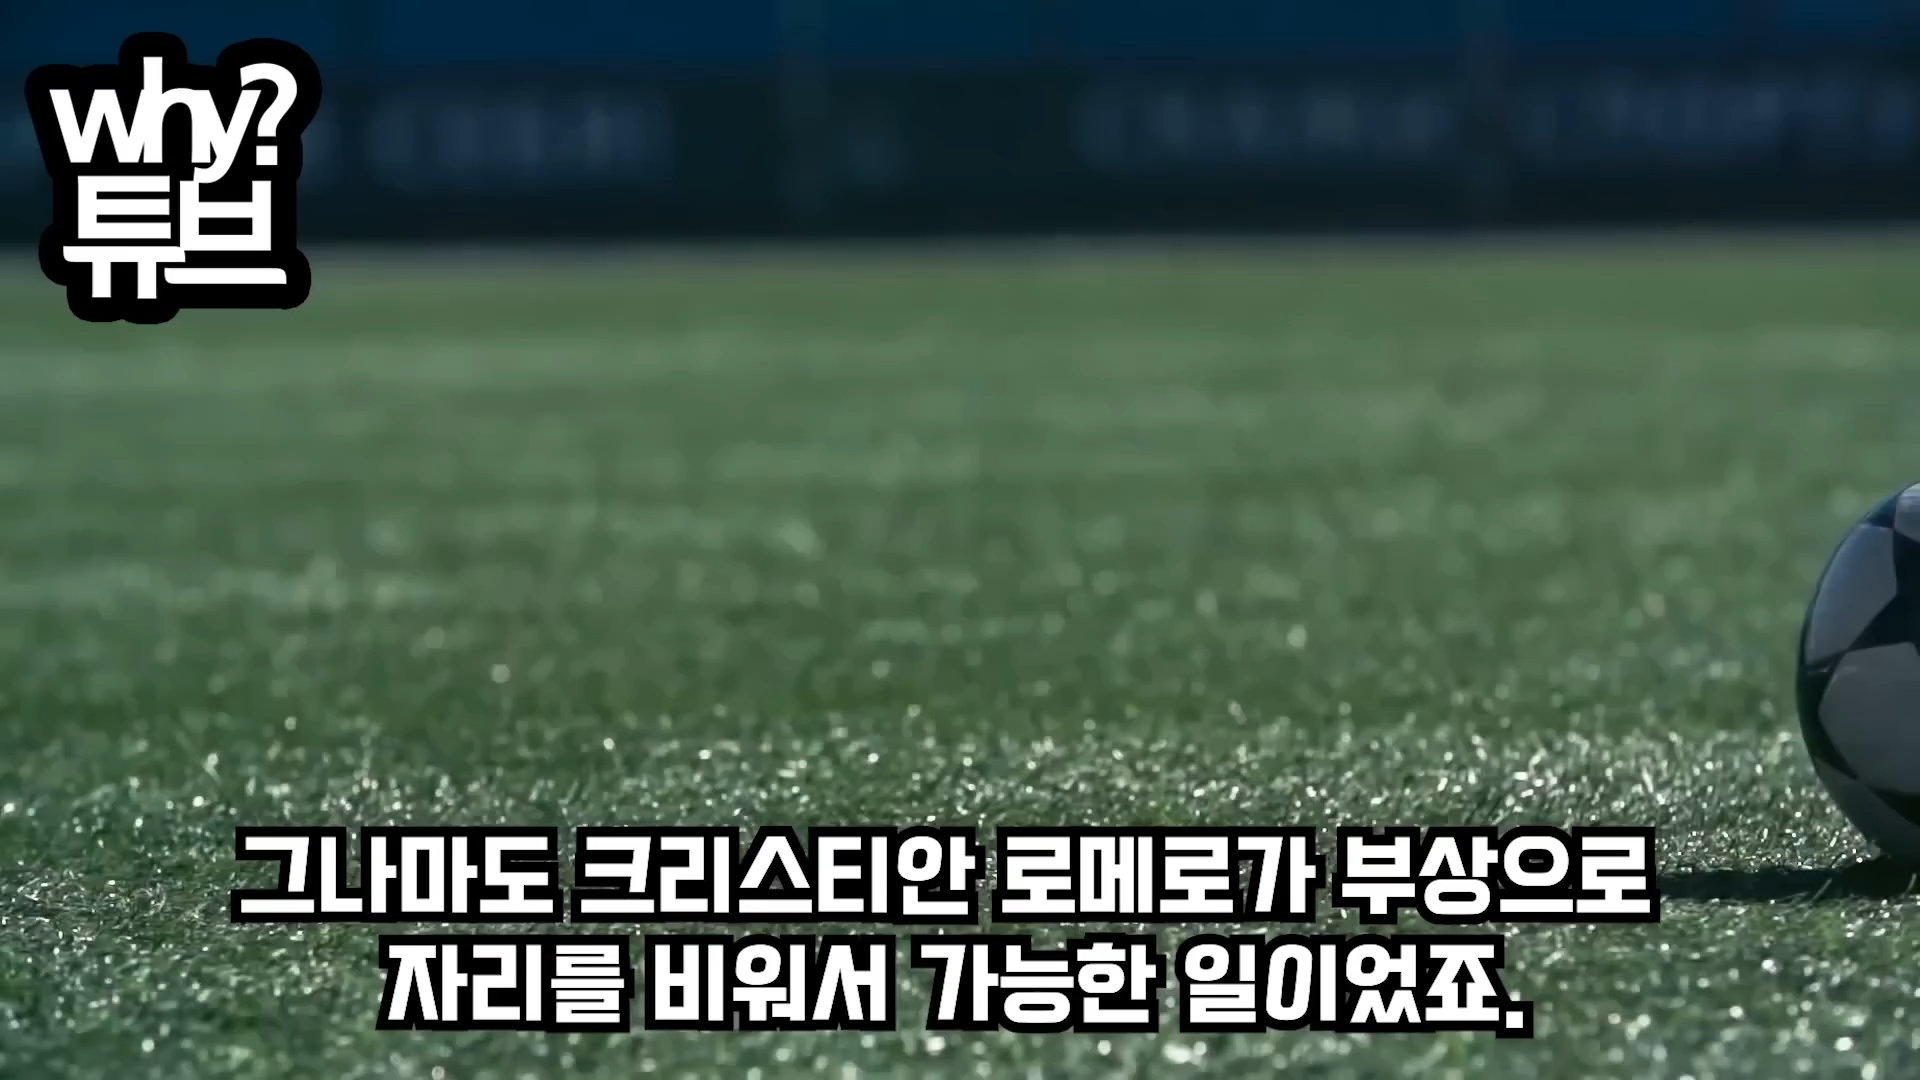 why?
튜브
그나마도 크리스티안 로메로가 부상으로
자리를 비워서 가능한 일이었죠.